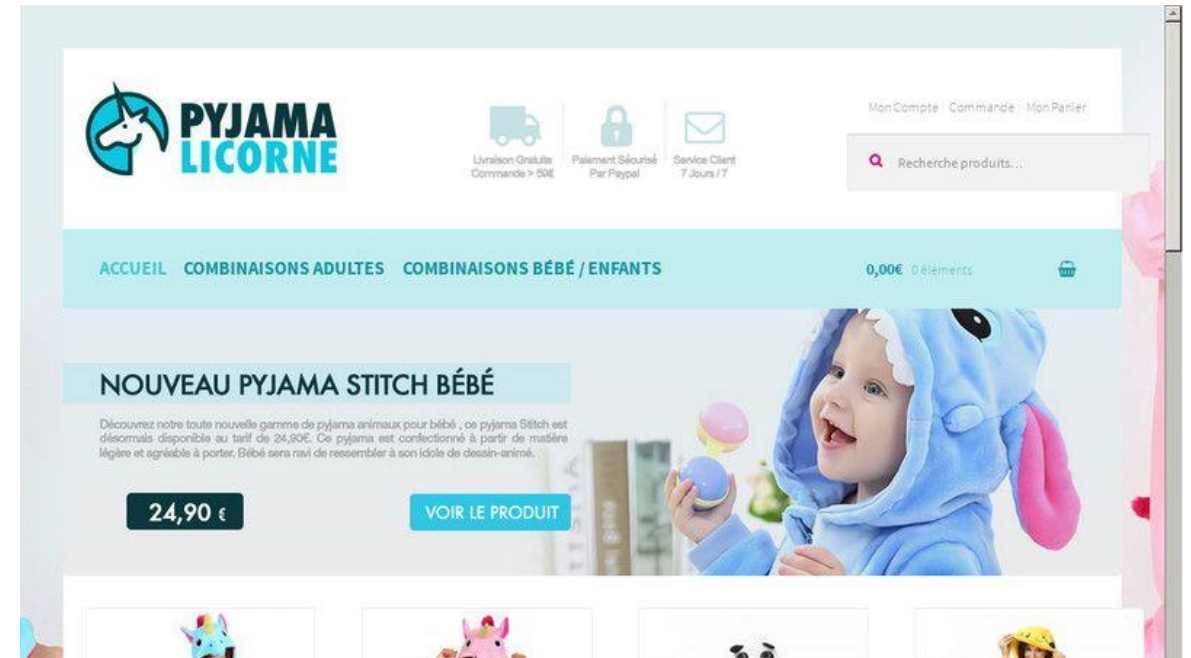 PYJAMA
LICORNE
Livraison Gratuite
Commande > 59€
Paiement Sécurisé
Par Paypal
Service Client
7 Jours / 7
Mon Compte Commande Mon Panier
Recherche produits…
ACCUEIL COMBINAISONS ADULTES COMBINAISONS BÉBÉ / ENFANTS
0,00€ 0 éléments
NOUVEAU PYJAMA STITCH BÉBÉ
Découvrez notre toute nouvelle gamme de pyjama animaux pour bébé , ce pyjama Stitch est
désormais disponible au tarif de 24,90€. Ce pyjama est confectionné à partir de matière
légère et agréable à porter. Bébé sera ravi de ressembler à son idole de dessin-animé.
24,90 €
VOIR LE PRODUIT